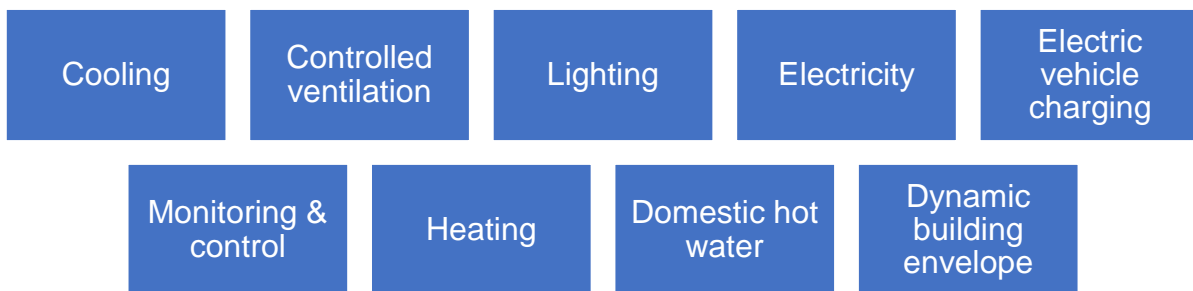 Cooling
Controlled
ventilation
Lighting
Electricity
Electric
vehicle
charging
Monitoring &
control
Heating
Domestic hot
water
Dynamic
building
envelope